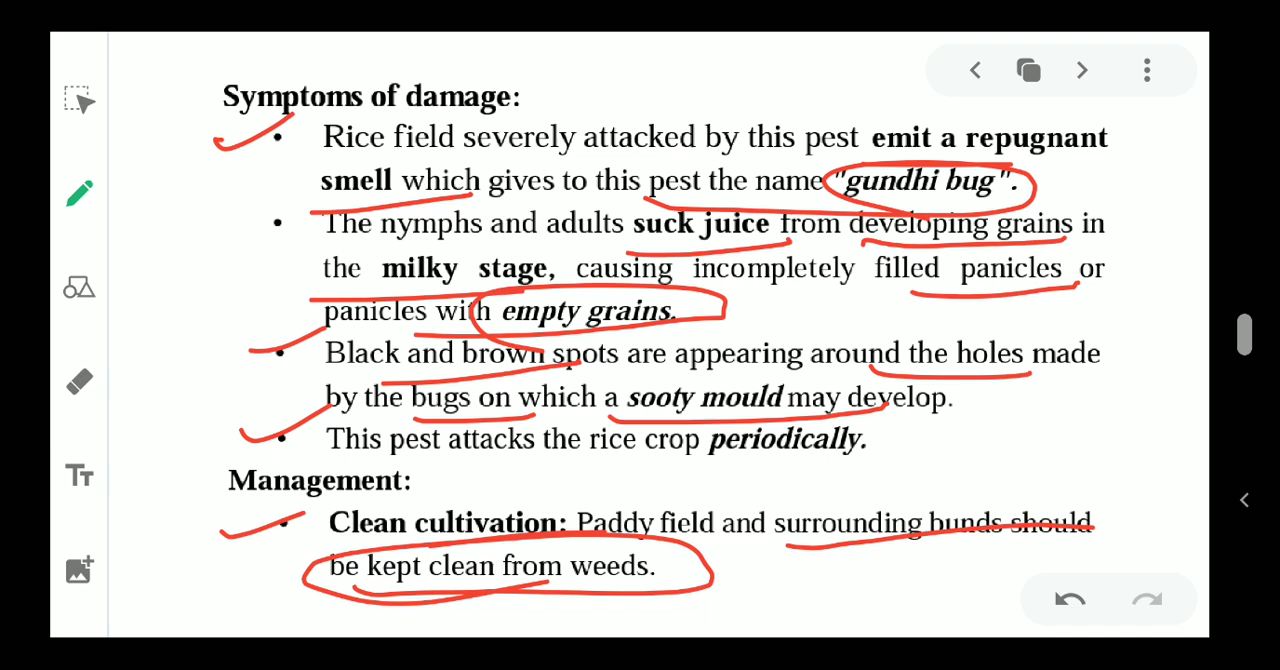 Symptoms of damage:
• Rice field severely attacked by this pest emit a repugnant
smell which gives to this pest the name "gundhi bug".
• The nymphs and adults suck juice from developing grains in
the milky stage, causing incompletely filled panicles or
panicles with empty grains.
• Black and brown spots are appearing around the holes made
by the bugs on which a sooty mould may develop.
• This pest attacks the rice crop periodically.
Management:
• Clean cultivation: Paddy field and surrounding bunds should
be kept clean from weeds.
TT